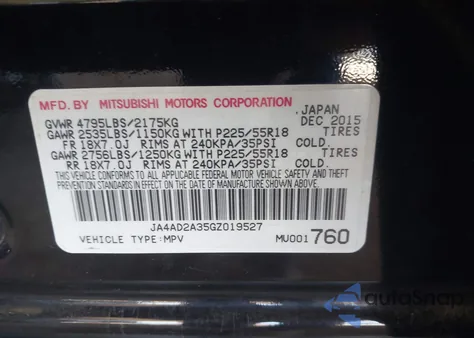 MFD. BY MITSUBISHI MOTORS CORPORATION JAPAN
GVWR 4795LBS/2175KG DEC 2015
GAWR 2535LBS/1150KG WITH P225/55R18 TIRES
FR 18X7.0J RIMS AT 240KPA/35PSI COLD.
GAWR 2756LBS/1250KG WITH P225/55R18 TIRES
RR 18X7.0J RIMS AT 240KPA/35PSI COLD.
THIS VEHICLE CONFORMS TO ALL APPLICABLE FEDERAL MOTOR VEHICLE SAFETY AND THEFT
PREVENTION STANDARDS IN EFFECT ON THE DATE OF MANUFACTURE SHOWN ABOVE.
JA4AD2A35GZ019527
VEHICLE TYPE:MPV MU001760
autoSnap